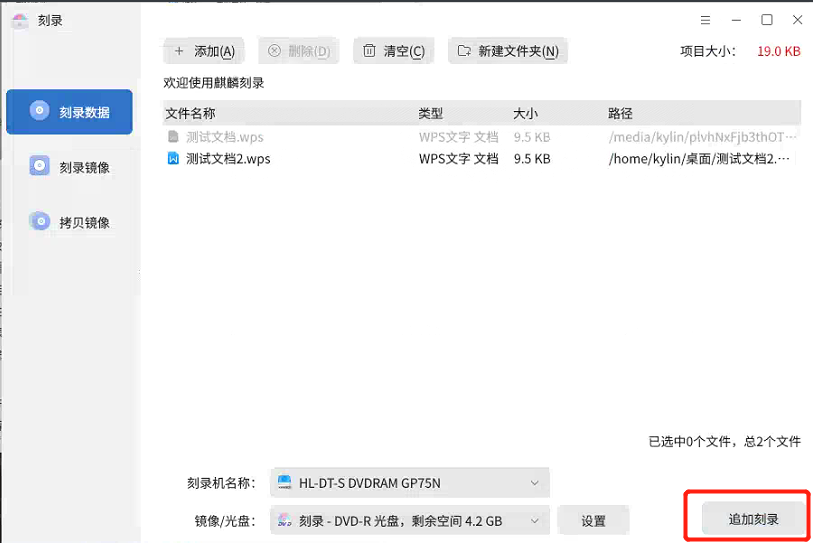 刻录
添加(A) 删除(D) 清空(C) 新建文件夹(N) 项目大小： 19.0 KB
欢迎使用麒麟刻录
刻录数据
刻录镜像
拷贝镜像
文件名称 类型 大小 路径
测试文档.wps WPS文字 文档 9.5 KB /media/kylin/plvhNxFjb3thOT···
测试文档2.wps WPS文字 文档 9.5 KB /home/kylin/桌面/测试文档2.···
已选中0个文件，总2个文件
刻录机名称： HL-DT-S DVDRAM GP75N
镜像/光盘： 刻录 - DVD-R 光盘，剩余空间 4.2 GB 设置 追加刻录